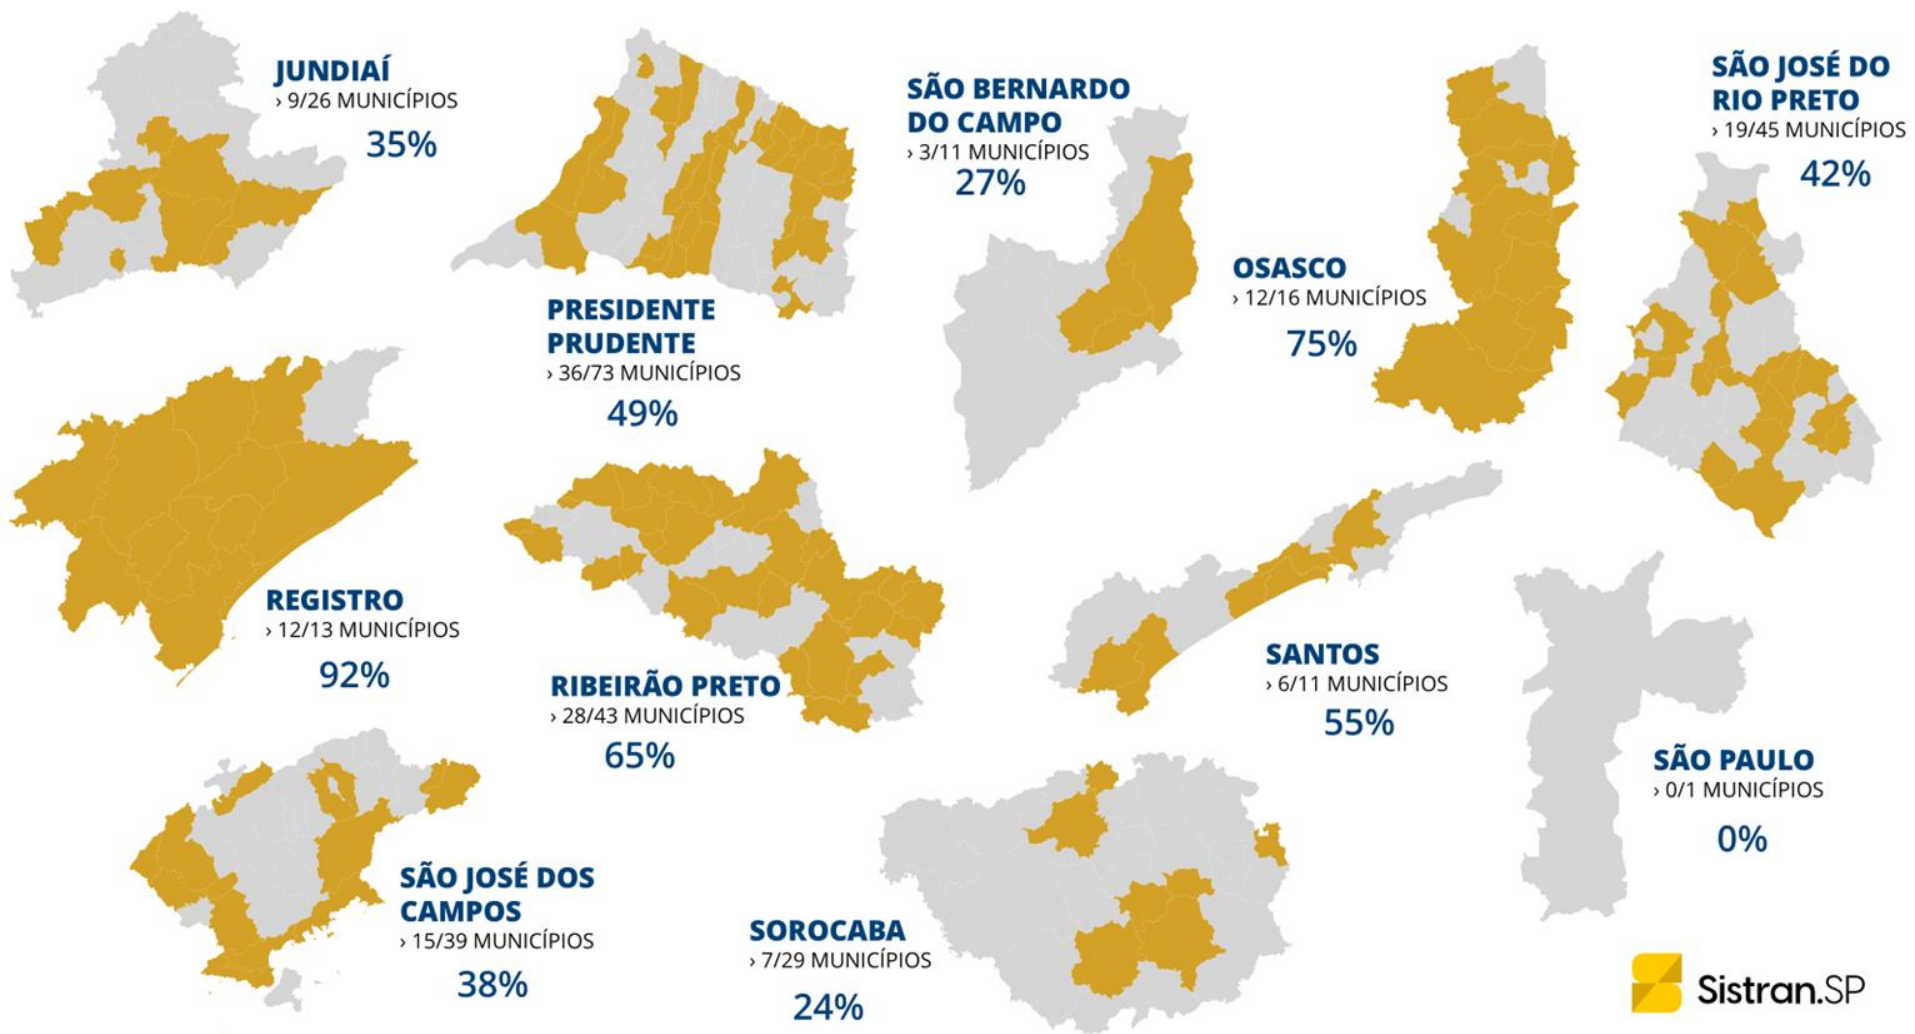 JUNDIAÍ
› 9/26 MUNICÍPIOS
35%
PRESIDENTE
PRUDENTE
› 36/73 MUNICÍPIOS
49%
SÃO BERNARDO
DO CAMPO
› 3/11 MUNICÍPIOS
27%
OSASCO
› 12/16 MUNICÍPIOS
75%
SÃO JOSÉ DO
RIO PRETO
› 19/45 MUNICÍPIOS
42%
REGISTRO
› 12/13 MUNICÍPIOS
92%
RIBEIRÃO PRETO
› 28/43 MUNICÍPIOS
65%
SANTOS
› 6/11 MUNICÍPIOS
55%
SÃO PAULO
› 0/1 MUNICÍPIOS
0%
SÃO JOSÉ DOS
CAMPOS
› 15/39 MUNICÍPIOS
38%
SOROCABA
› 7/29 MUNICÍPIOS
24%
Sistran.SP